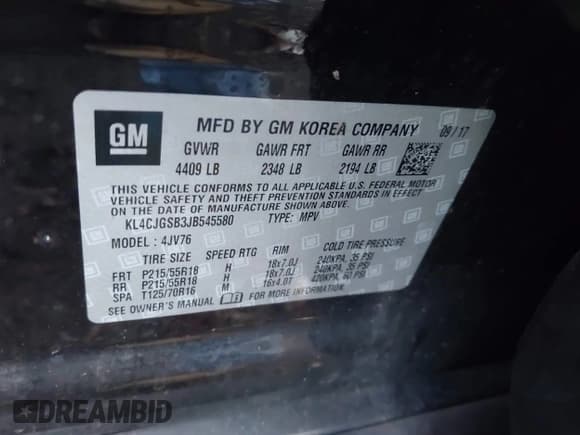 GM
MFD BY GM KOREA COMPANY 09/17
GVWR GAWR FRT GAWR RR
4409 LB 2348 LB 2194 LB
THIS VEHICLE CONFORMS TO ALL APPLICABLE U.S. FEDERAL MOTOR
VEHICLE SAFETY AND THEFT PREVENTION STANDARDS IN EFFECT
ON THE DATE OF MANUFACTURE SHOWN ABOVE.
KL4CJGSB3JB545580 TYPE: MPV
MODEL: 4JV76
TIRE SIZE SPEED RTG RIM COLD TIRE PRESSURE
FRT P215/55R18 H 18x7.0J 240KPA, 35 PSI
RR P215/55R18 H 18x7.0J 240KPA, 35 PSI
SPA T125/70R16 M 16x4.0T 420KPA, 60 PSI
SEE OWNER'S MANUAL FOR MORE INFORMATION
DREAMBID